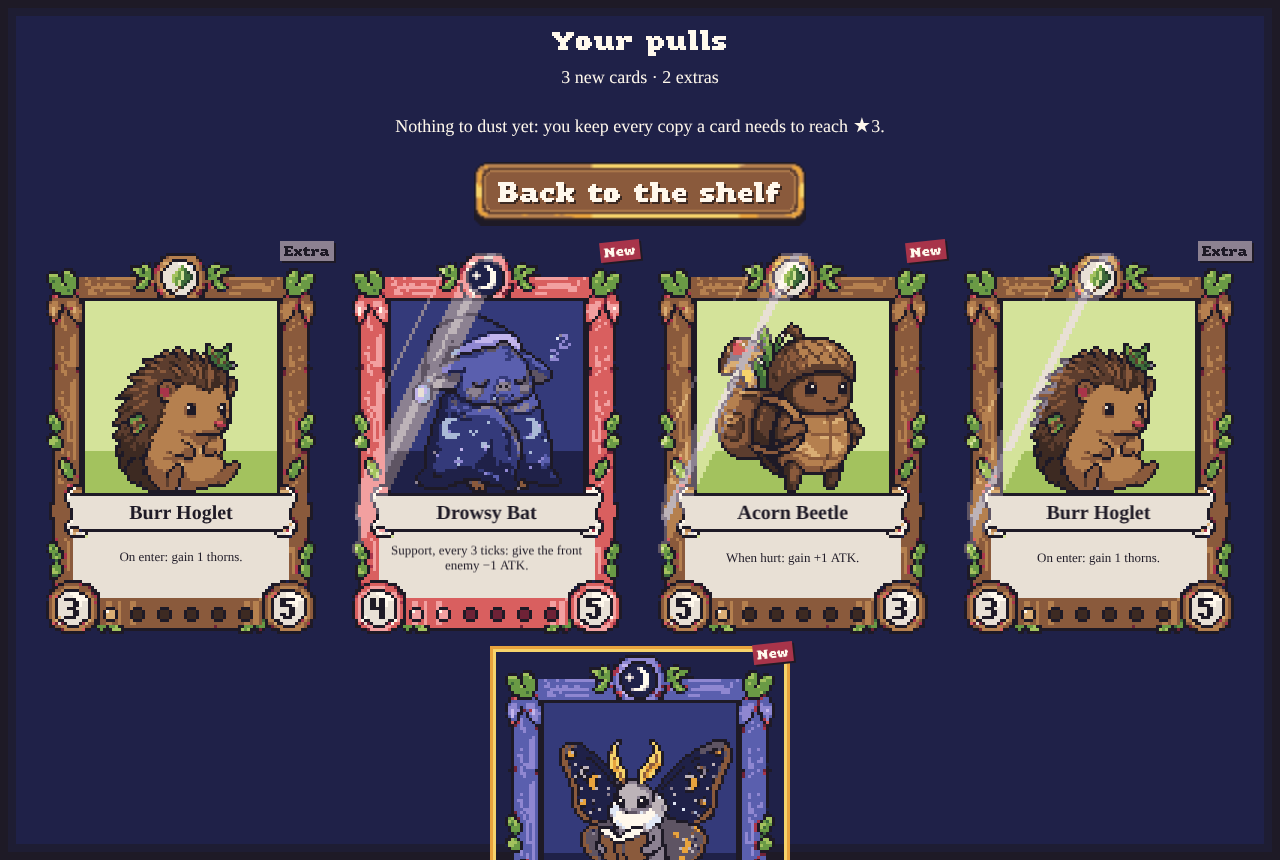 Your pulls
3 new cards · 2 extras
Nothing to dust yet: you keep every copy a card needs to reach ★3.
Back to the shelf
Extra
New
New
Extra
z z
Burr Hoglet
Drowsy Bat
Acorn Beetle
Burr Hoglet
On enter: gain 1 thorns.
Support, every 3 ticks: give the front
enemy −1 ATK.
When hurt: gain +1 ATK.
On enter: gain 1 thorns.
3 5
4 5
5 3
3 5
New